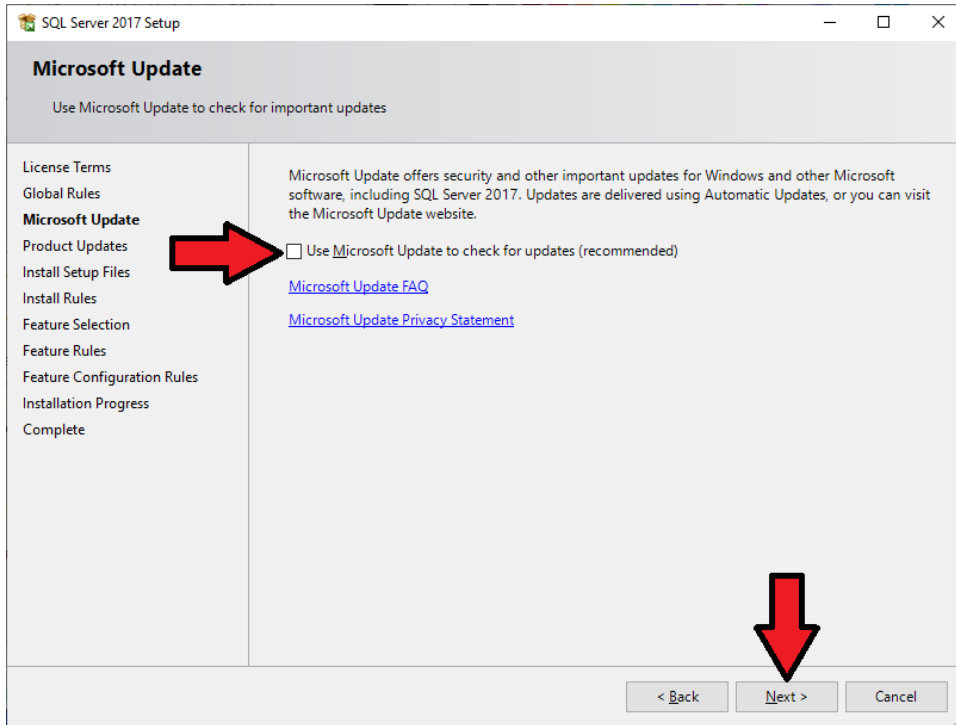 SQL Server 2017 Setup
Microsoft Update
Use Microsoft Update to check for important updates
License Terms
Global Rules
Microsoft Update
Product Updates
Install Setup Files
Install Rules
Feature Selection
Feature Rules
Feature Configuration Rules
Installation Progress
Complete
Microsoft Update offers security and other important updates for Windows and other Microsoft
software, including SQL Server 2017. Updates are delivered using Automatic Updates, or you can visit
the Microsoft Update website.
Use Microsoft Update to check for updates (recommended)
Microsoft Update FAQ
Microsoft Update Privacy Statement
< Back
Next >
Cancel